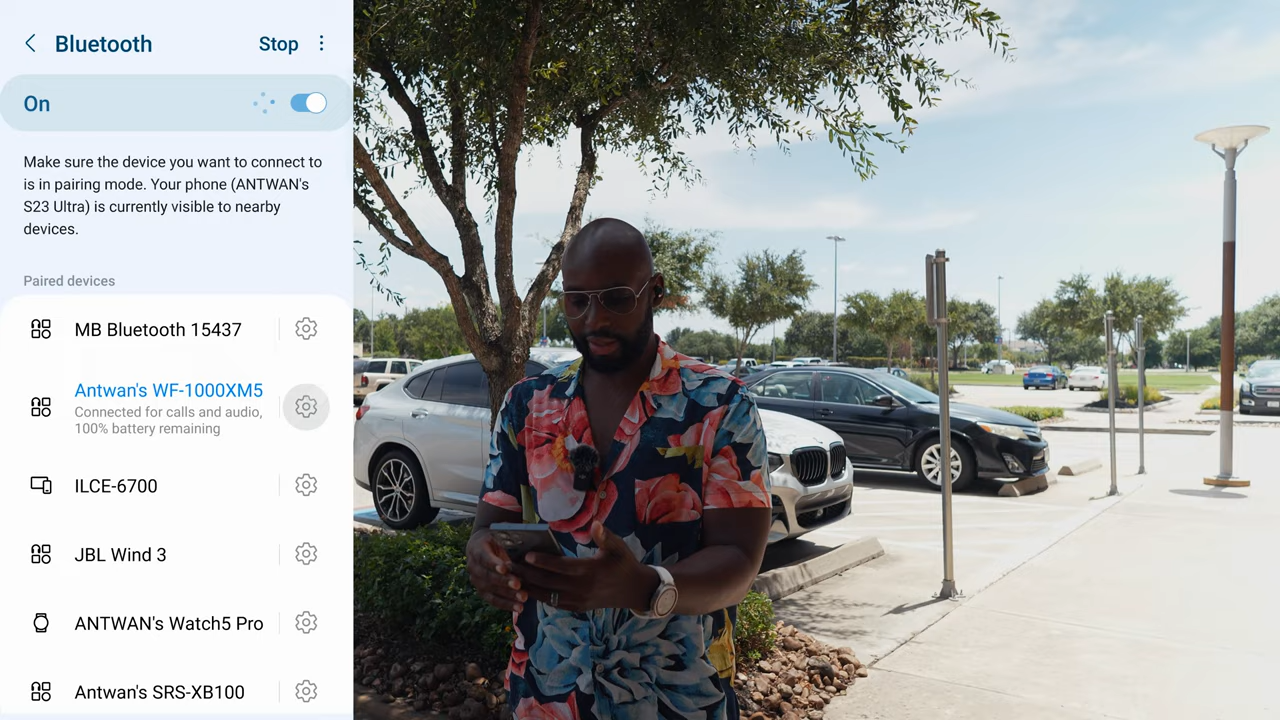 Bluetooth Stop
On
Make sure the device you want to connect to
is in pairing mode. Your phone (ANTWAN's
S23 Ultra) is currently visible to nearby
devices.
Paired devices
MB Bluetooth 15437
Antwan's WF-1000XM5
Connected for calls and audio,
100% battery remaining
ILCE-6700
JBL Wind 3
ANTWAN's Watch5 Pro
Antwan's SRS-XB100